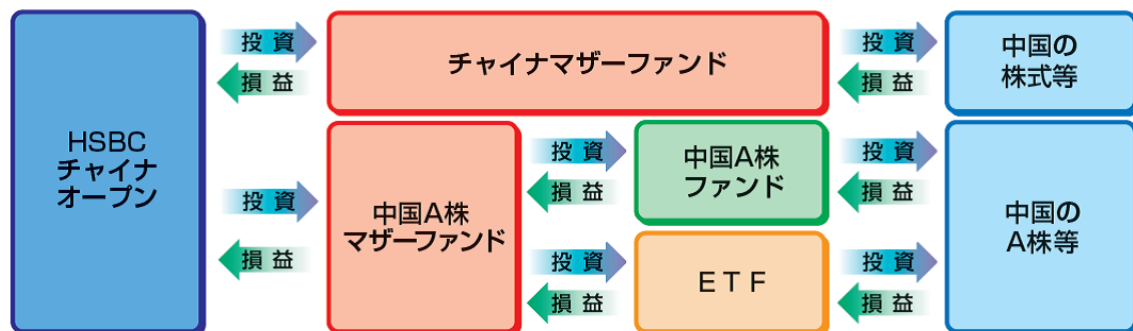 HSBC
チャイナ
オープン
投資
損益
チャイナマザーファンド
投資
損益
中国の
株式等
投資
損益
中国A株
マザーファンド
投資
損益
中国A株
ファンド
投資
損益
中国の
A株等
投資
損益
ＥＴＦ
投資
損益